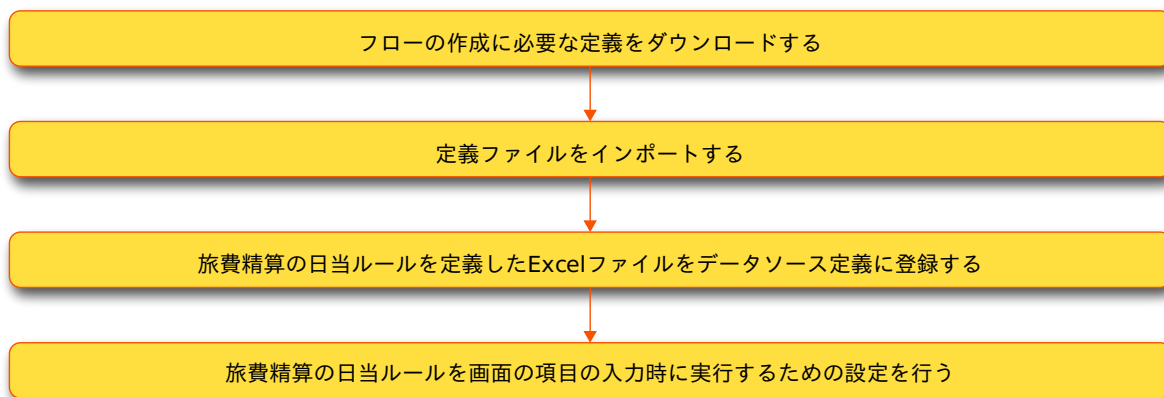 フローの作成に必要な定義をダウンロードする
定義ファイルをインポートする
旅費精算の日当ルールを定義したExcelファイルをデータソース定義に登録する
旅費精算の日当ルールを画面の項目の入力時に実行するための設定を行う